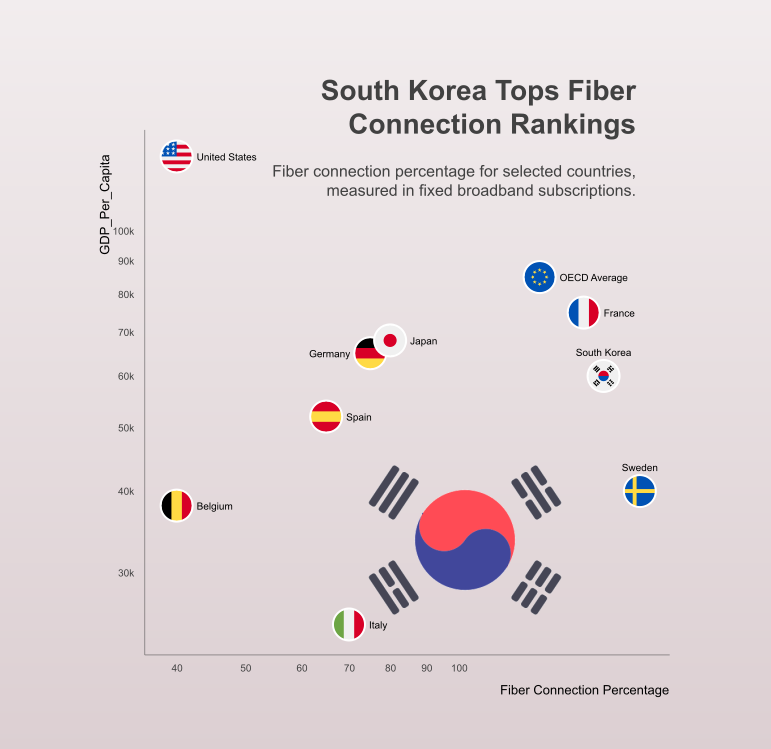 South Korea Tops Fiber
Connection Rankings
Fiber connection percentage for selected countries,
measured in fixed broadband subscriptions.
GDP_Per_Capita
United States
100k
90k
OECD Average
80k
France
70k
Japan
Germany
South Korea
60k
Spain
50k
Sweden
40k
Belgium
30k
Italy
40 50 60 70 80 90 100
Fiber Connection Percentage